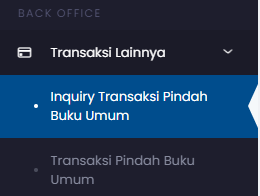 BACK OFFICE
Transaksi Lainnya
Inquiry Transaksi Pindah
Buku Umum
Transaksi Pindah Buku
Umum